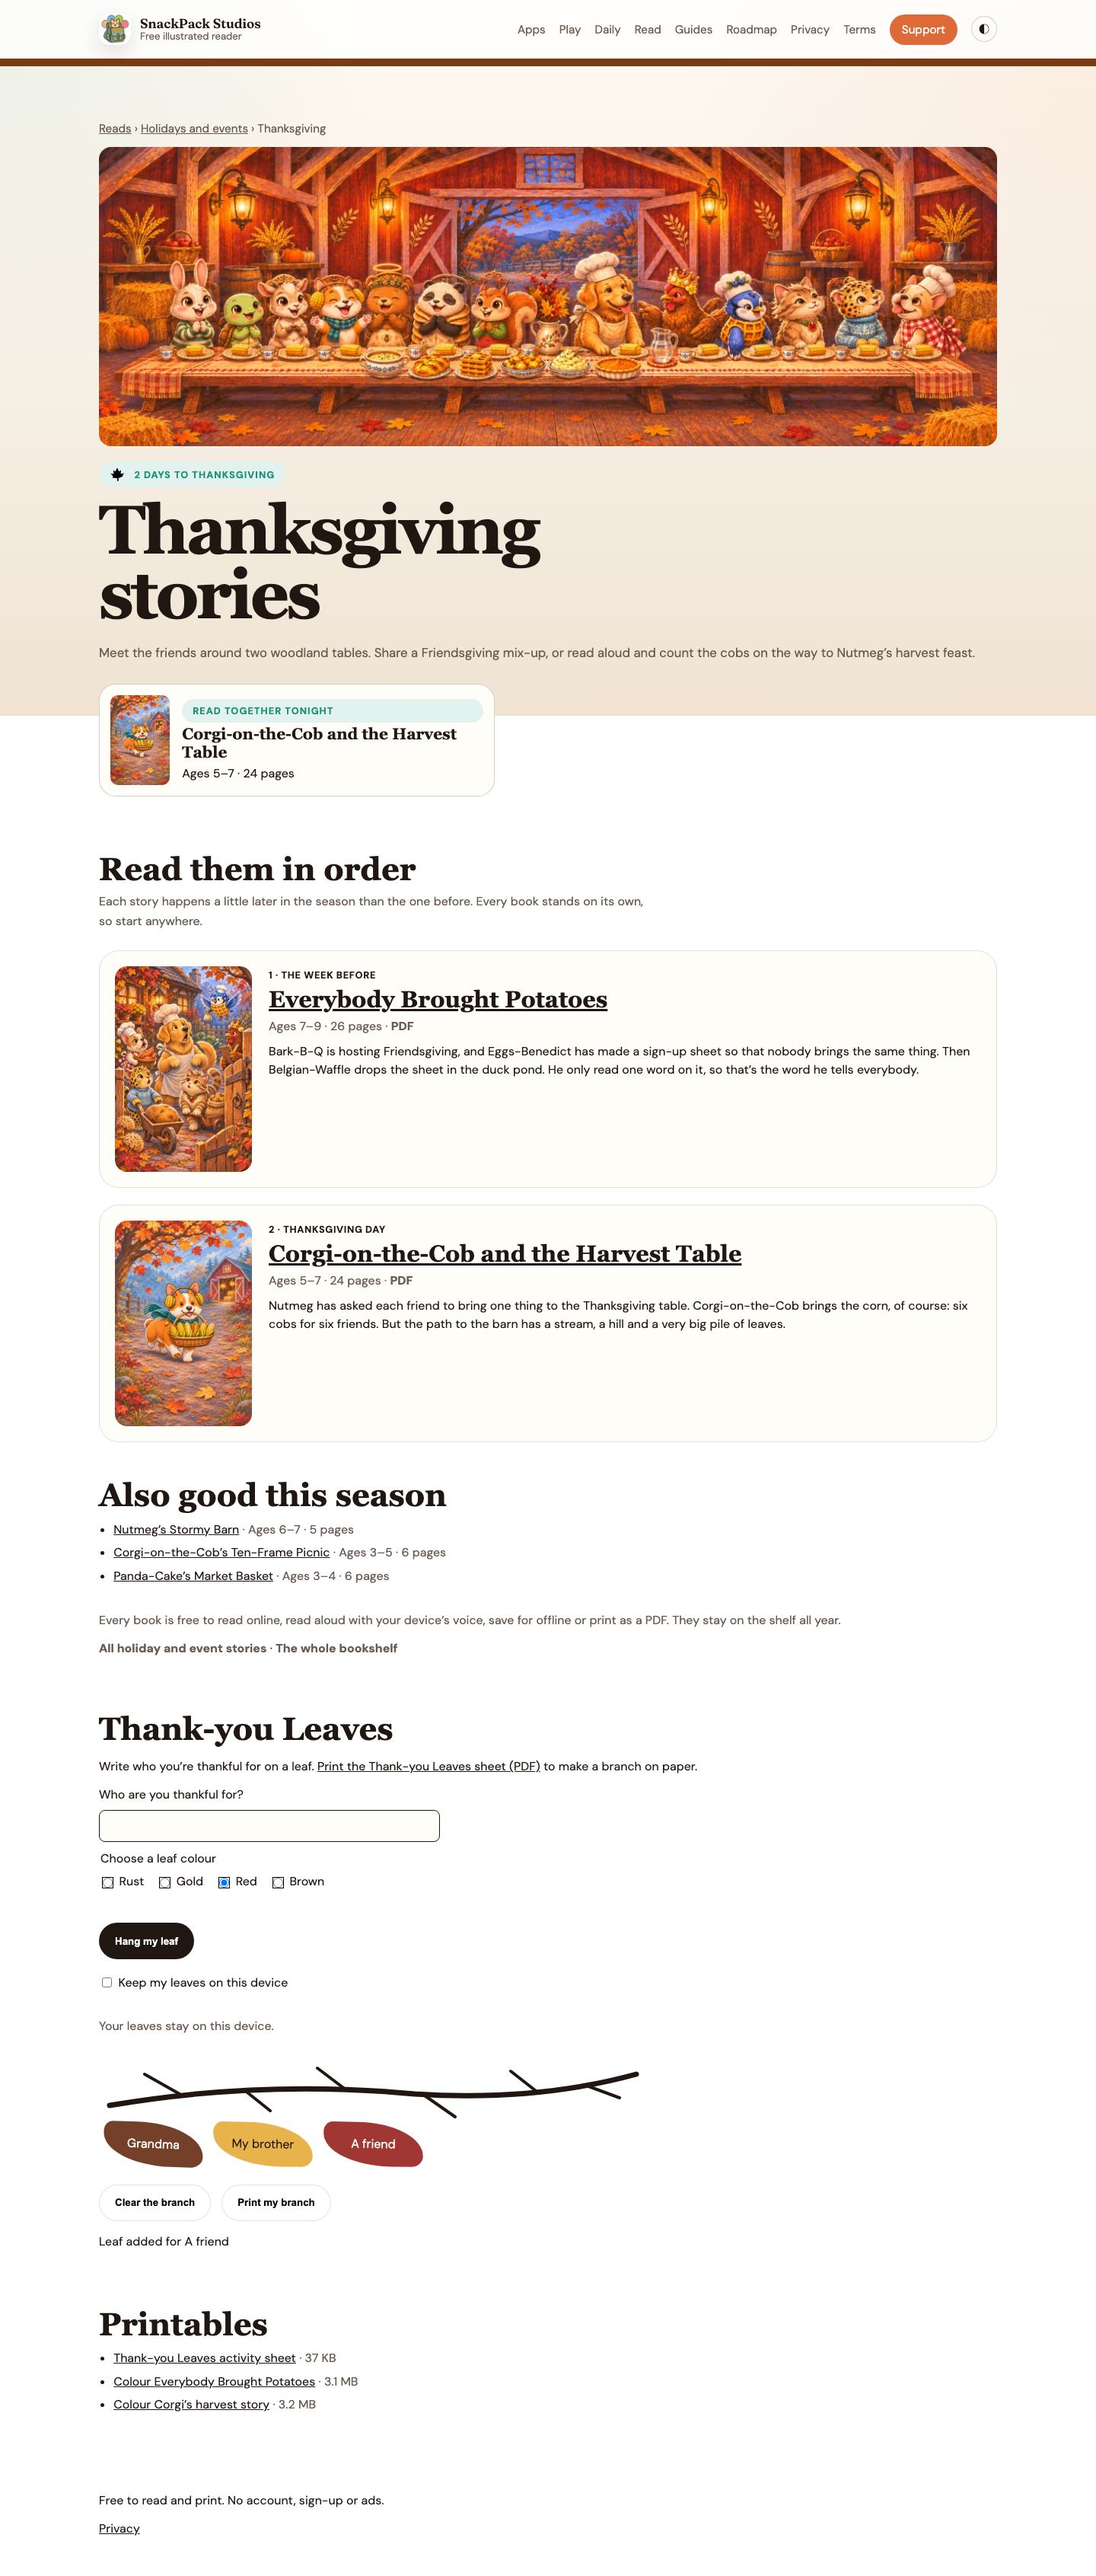 SnackPack Studios
Free illustrated reader
Apps Play Daily Read Guides Roadmap Privacy Terms Support
Reads › Holidays and events › Thanksgiving
2 DAYS TO THANKSGIVING
Thanksgiving
stories
Meet the friends around two woodland tables. Share a Friendsgiving mix-up, or read aloud and count the cobs on the way to Nutmeg’s harvest feast.
READ TOGETHER TONIGHT
Corgi-on-the-Cob and the Harvest
Table
Ages 5–7 · 24 pages
Read them in order
Each story happens a little later in the season than the one before. Every book stands on its own,
so start anywhere.
1 · THE WEEK BEFORE
Everybody Brought Potatoes
Ages 7–9 · 26 pages · PDF
Bark-B-Q is hosting Friendsgiving, and Eggs-Benedict has made a sign-up sheet so that nobody brings the same thing. Then
Belgian-Waffle drops the sheet in the duck pond. He only read one word on it, so that’s the word he tells everybody.
2 · THANKSGIVING DAY
Corgi-on-the-Cob and the Harvest Table
Ages 5–7 · 24 pages · PDF
Nutmeg has asked each friend to bring one thing to the Thanksgiving table. Corgi-on-the-Cob brings the corn, of course: six
cobs for six friends. But the path to the barn has a stream, a hill and a very big pile of leaves.
Also good this season
• Nutmeg’s Stormy Barn · Ages 6–7 · 5 pages
• Corgi-on-the-Cob’s Ten-Frame Picnic · Ages 3–5 · 6 pages
• Panda-Cake’s Market Basket · Ages 3–4 · 6 pages
Every book is free to read online, read aloud with your device’s voice, save for offline or print as a PDF. They stay on the shelf all year.
All holiday and event stories · The whole bookshelf
Thank-you Leaves
Write who you’re thankful for on a leaf. Print the Thank-you Leaves sheet (PDF) to make a branch on paper.
Who are you thankful for?
Choose a leaf colour
Rust Gold Red Brown
Hang my leaf
Keep my leaves on this device
Your leaves stay on this device.
Grandma My brother A friend
Clear the branch Print my branch
Leaf added for A friend
Printables
• Thank-you Leaves activity sheet · 37 KB
• Colour Everybody Brought Potatoes · 3.1 MB
• Colour Corgi’s harvest story · 3.2 MB
Free to read and print. No account, sign-up or ads.
Privacy